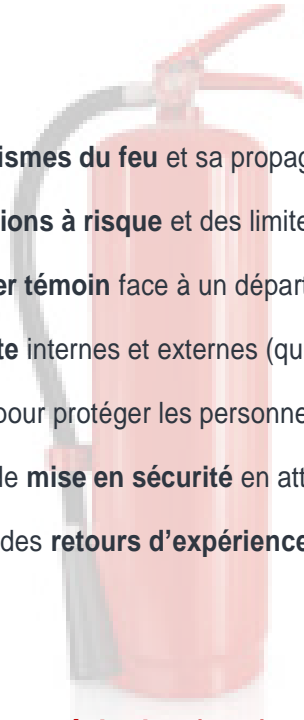 ismes du feu et sa propag
ions à risque et des limite
er témoin face à un départ
te internes et externes (qu
pour protéger les personne
le mise en sécurité en att
des retours d'expérience